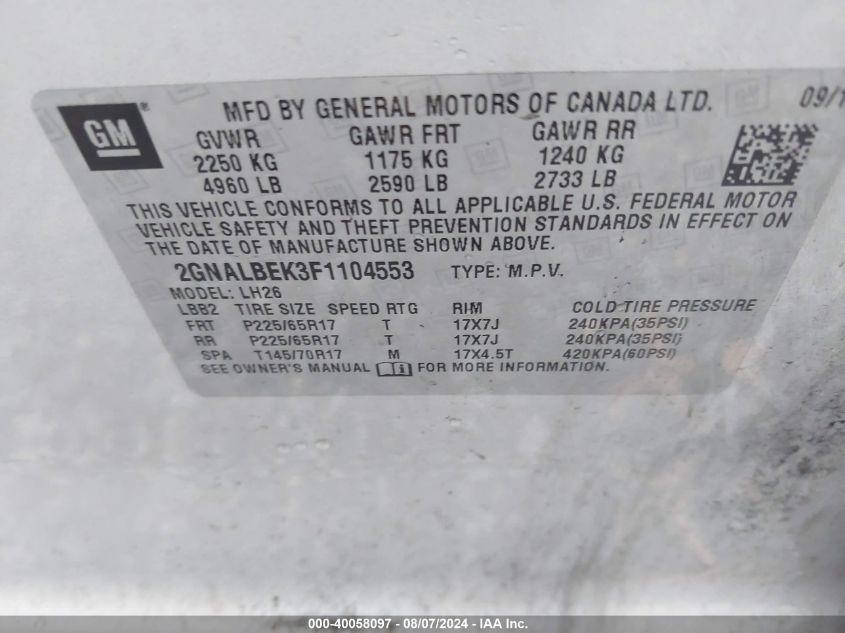 GM ® MFD BY GENERAL MOTORS OF CANADA LTD. 09/1
GVWR GAWR FRT GAWR RR
2250 KG 1175 KG 1240 KG
4960 LB 2590 LB 2733 LB
THIS VEHICLE CONFORMS TO ALL APPLICABLE U.S. FEDERAL MOTOR
VEHICLE SAFETY AND THEFT PREVENTION STANDARDS IN EFFECT ON
THE DATE OF MANUFACTURE SHOWN ABOVE.
2GNALBEK3F1104553 TYPE: M.P.V.
MODEL: LH26
LBB2 TIRE SIZE SPEED RTG RIM COLD TIRE PRESSURE
FRT P225/65R17 T 17X7J 240KPA(35PSI)
RR P225/65R17 T 17X7J 240KPA(35PSI)
SPA T145/70R17 M 17X4.5T 420KPA(60PSI)
SEE OWNER'S MANUAL FOR MORE INFORMATION.
000-40058097 - 08/07/2024 - IAA Inc.